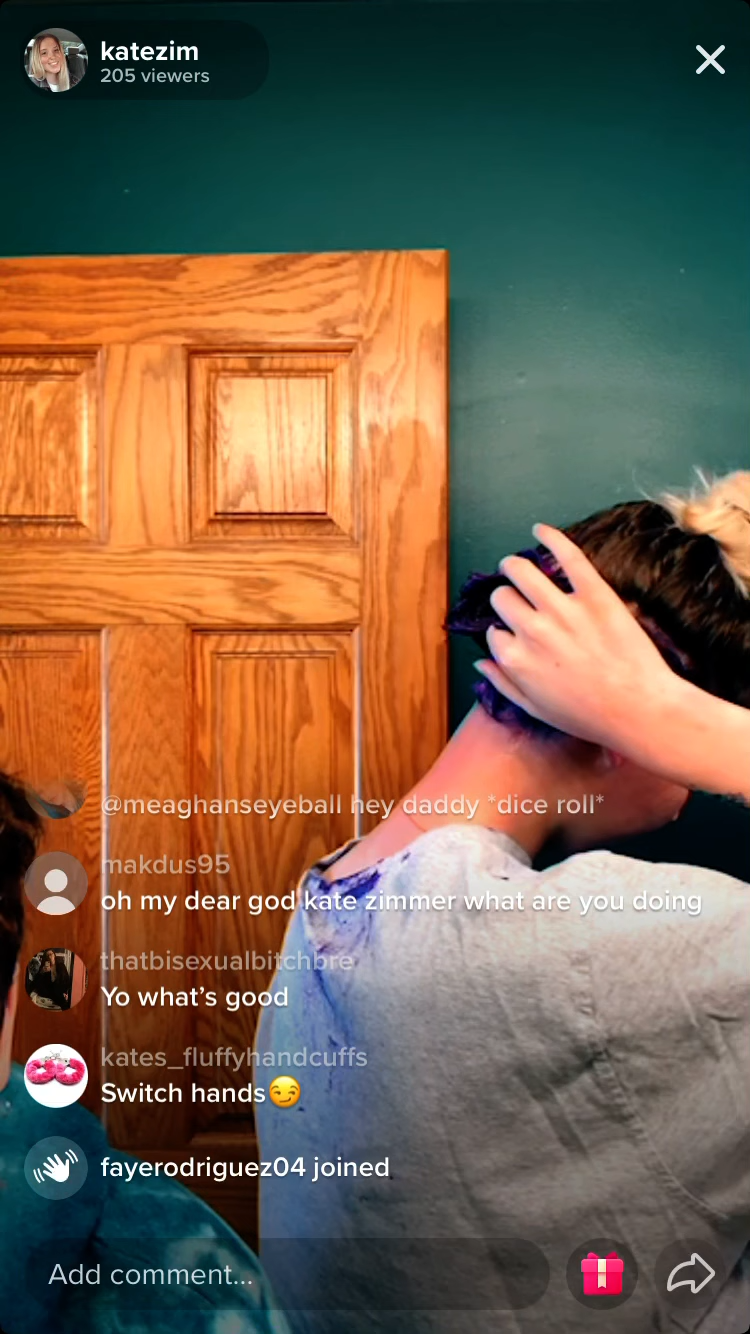 katezim
205 viewers
@meaghanseyeball hey daddy *dice roll*
makdus95
oh my dear god kate zimmer what are you doing
thatbisexualbitchbre
Yo what's good
kates_fluffyhandcuffs
Switch hands😏
fayerodriguez04 joined
Add comment...